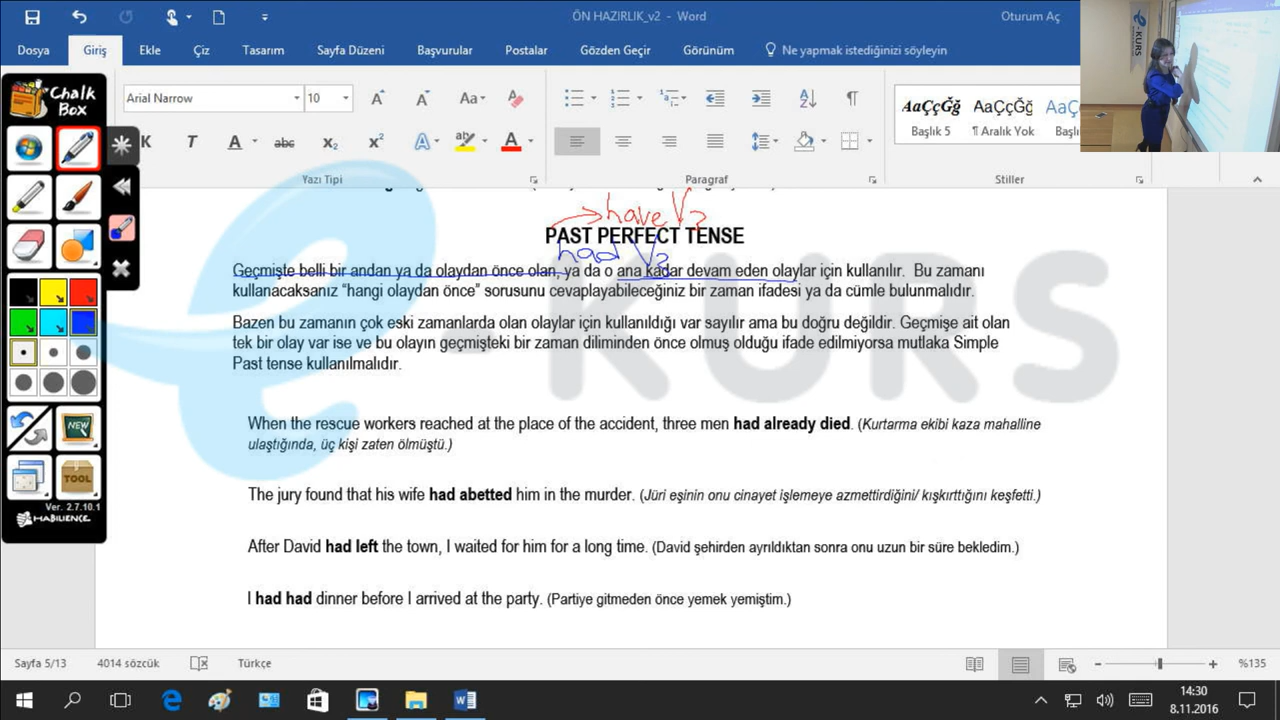 ÖN HAZIRLIK_v2 - Word
Oturum Aç
Dosya Giriş Ekle Çiz Tasarım Sayfa Düzeni Başvurular Postalar Gözden Geçir Görünüm Ne yapmak istediğinizi söyleyin
Chalk
Box
Arial Narrow 10
Aa
AaÇçĞğ AaÇçĞğ AaÇç
K T A abc x₂ x² A A
Başlık 5 ¶ Aralık Yok Başlı
Yazı Tipi Paragraf Stiller
have V3
PAST PERFECT TENSE
had V3
Geçmişte belli bir andan ya da olaydan önce olan, ya da o ana kadar devam eden olaylar için kullanılır. Bu zamanı
kullanacaksanız “hangi olaydan önce” sorusunu cevaplayabileceğiniz bir zaman ifadesi ya da cümle bulunmalıdır.
Bazen bu zamanın çok eski zamanlarda olan olaylar için kullanıldığı var sayılır ama bu doğru değildir. Geçmişe ait olan
tek bir olay var ise ve bu olayın geçmişteki bir zaman diliminden önce olmuş olduğu ifade edilmiyorsa mutlaka Simple
Past tense kullanılmalıdır.
When the rescue workers reached at the place of the accident, three men had already died. (Kurtarma ekibi kaza mahalline
ulaştığında, üç kişi zaten ölmüştü.)
The jury found that his wife had abetted him in the murder. (Jüri eşinin onu cinayet işlemeye azmettirdiğini/ kışkırttığını keşfetti.)
After David had left the town, I waited for him for a long time. (David şehirden ayrıldıktan sonra onu uzun bir süre bekledim.)
I had had dinner before I arrived at the party. (Partiye gitmeden önce yemek yemiştim.)
e-KURS
NEW
TOOL
Ver. 2.7.10.1
HABILIENCE
Sayfa 5/13 4014 sözcük Türkçe %135
14:30
8.11.2016